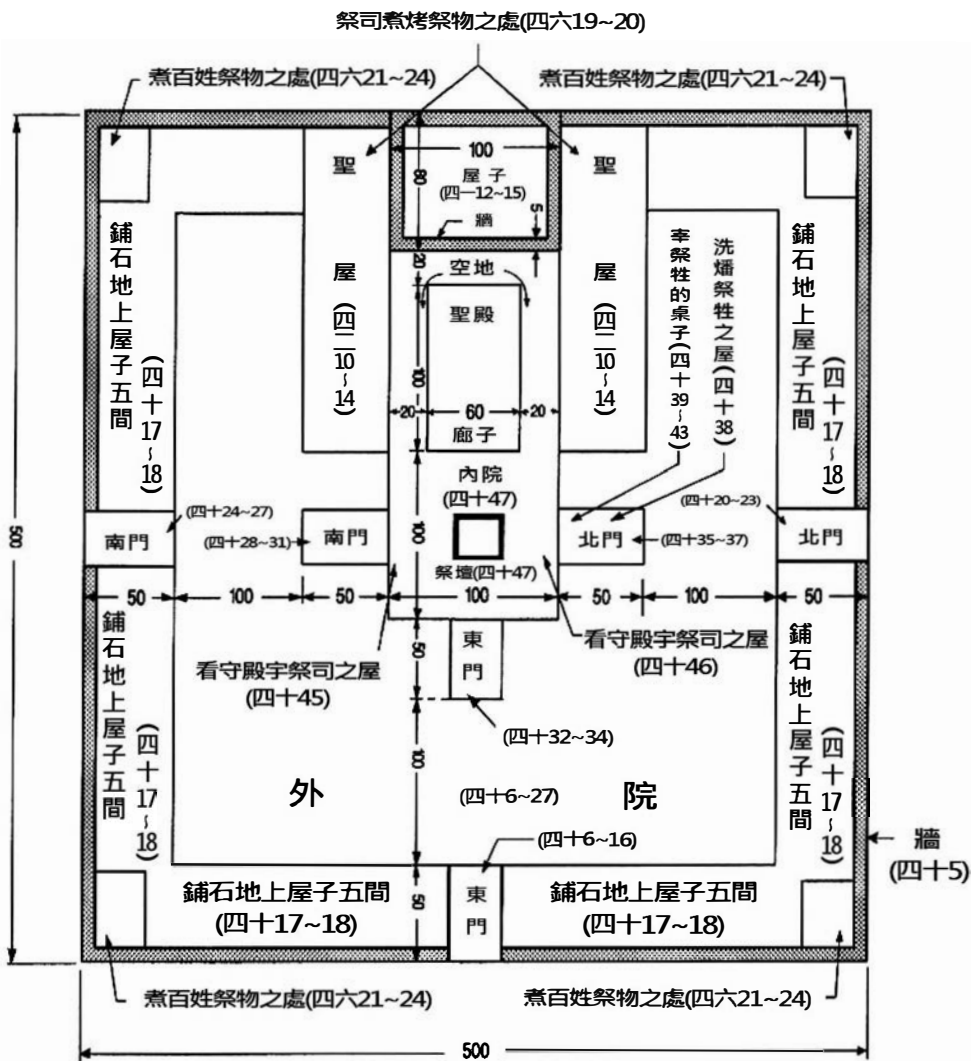 祭司煮烤祭物之處(四六19~20)
煮百姓祭物之處(四六21~24)
煮百姓祭物之處(四六21~24)
聖
屋
(四二10~14)
100
80
屋子
(四一12~15)
牆
5
聖
屋
(四二10~14)
20
空地
聖殿
100
20
60
20
廊子
鋪石地上屋子五間
(四十17~18)
宰祭牲的桌子(四十39~43)
洗燔祭牲之屋(四十38)
鋪石地上屋子五間
(四十17~18)
500
內院
(四十47)
100
祭壇(四十47)
南門
(四十24~27)
(四十28~31)
南門
北門
(四十35~37)
(四十20~23)
北門
50
100
50
100
50
100
50
看守殿宇祭司之屋
(四十45)
50
東門
看守殿宇祭司之屋
(四十46)
(四十32~34)
鋪石地上屋子五間
(四十17~18)
鋪石地上屋子五間
(四十17~18)
100
外
(四十6~27)
院
(四十6~16)
牆
(四十5)
鋪石地上屋子五間
(四十17~18)
50
東門
鋪石地上屋子五間
(四十17~18)
煮百姓祭物之處(四六21~24)
煮百姓祭物之處(四六21~24)
500